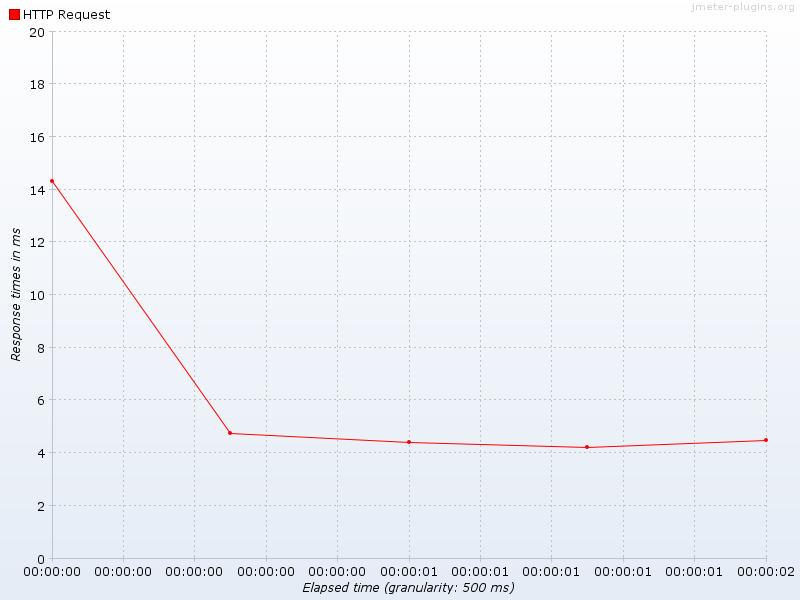 jmeter-plugins.org
HTTP Request
20
18
16
14
12
10
8
6
4
2
0
Response times in ms
00:00:00 00:00:00 00:00:00 00:00:00 00:00:00 00:00:01 00:00:01 00:00:01 00:00:01 00:00:01 00:00:02
Elapsed time (granularity: 500 ms)